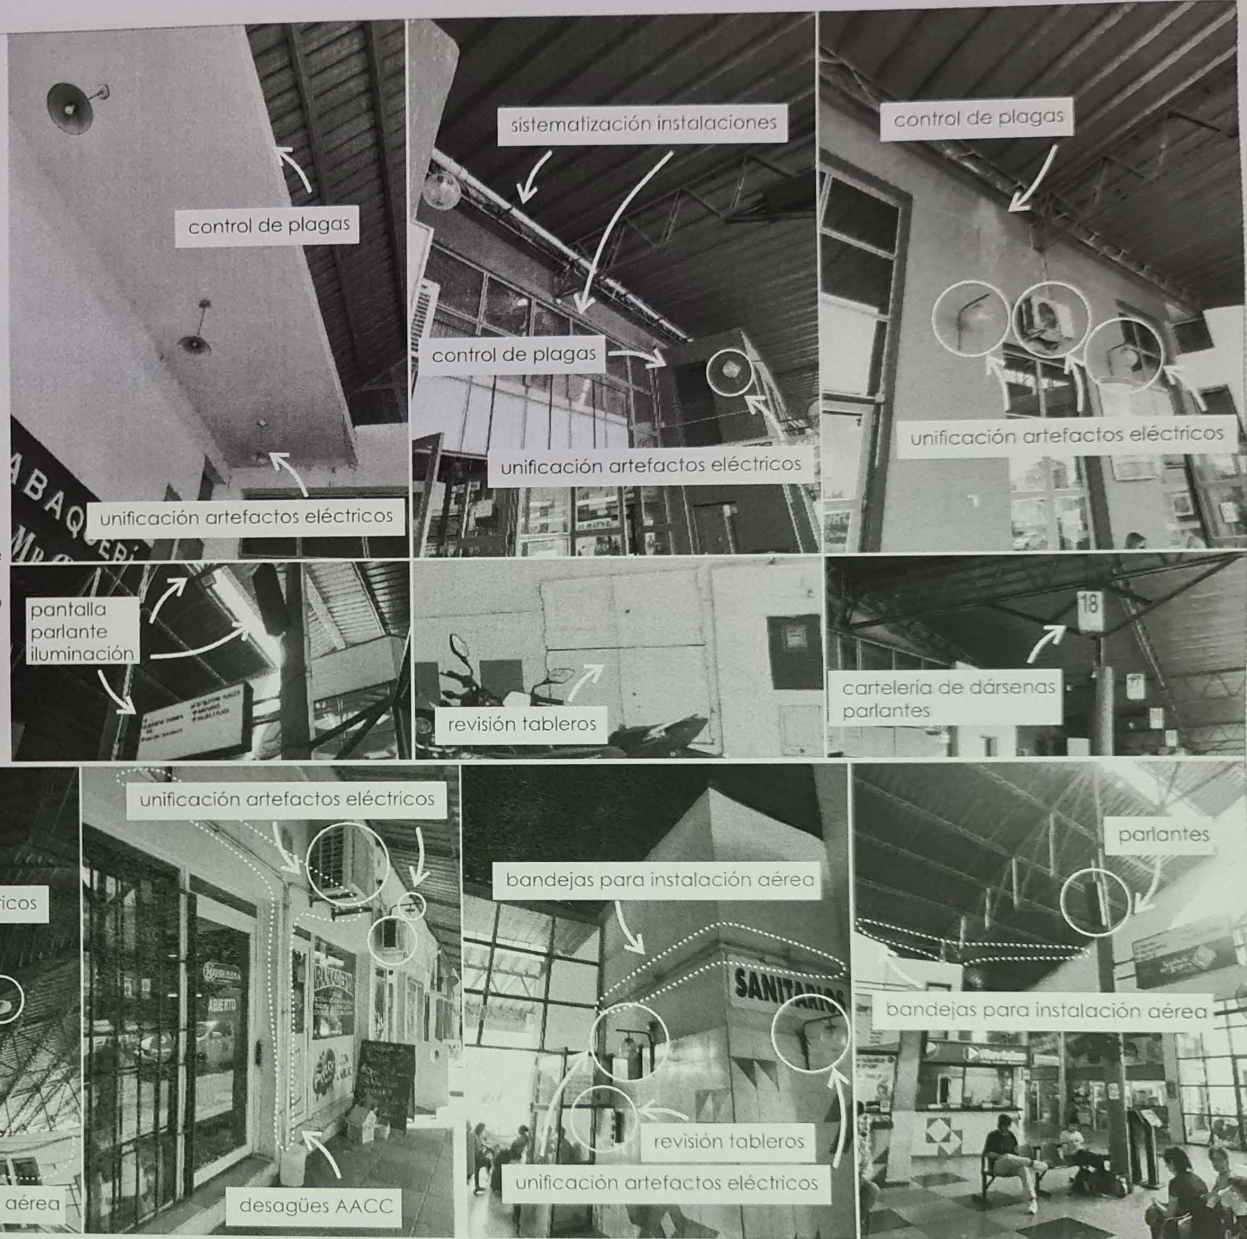 control de plagas
unificación artefactos eléctricos
sistematización instalaciones
control de plagas
unificación artefactos eléctricos
control de plagas
unificación artefactos eléctricos
pantalla
parlante
iluminación
revisión tableros
18
cartelería de dársenas
parlantes
ricos
aérea
unificación artefactos eléctricos
ABIERTO
desagües AACC
bandejas para instalación aérea
SANITARIOS
revisión tableros
unificación artefactos eléctricos
parlantes
bandejas para instalación aérea